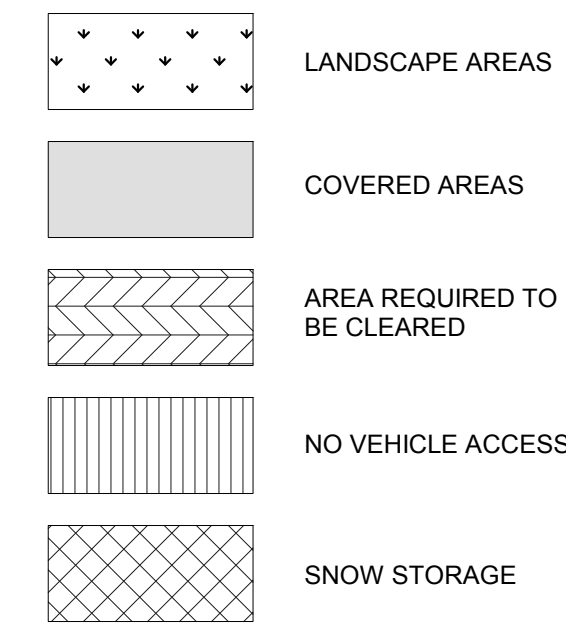 LANDSCAPE AREAS
COVERED AREAS
AREA REQUIRED TO
BE CLEARED
NO VEHICLE ACCESS
SNOW STORAGE